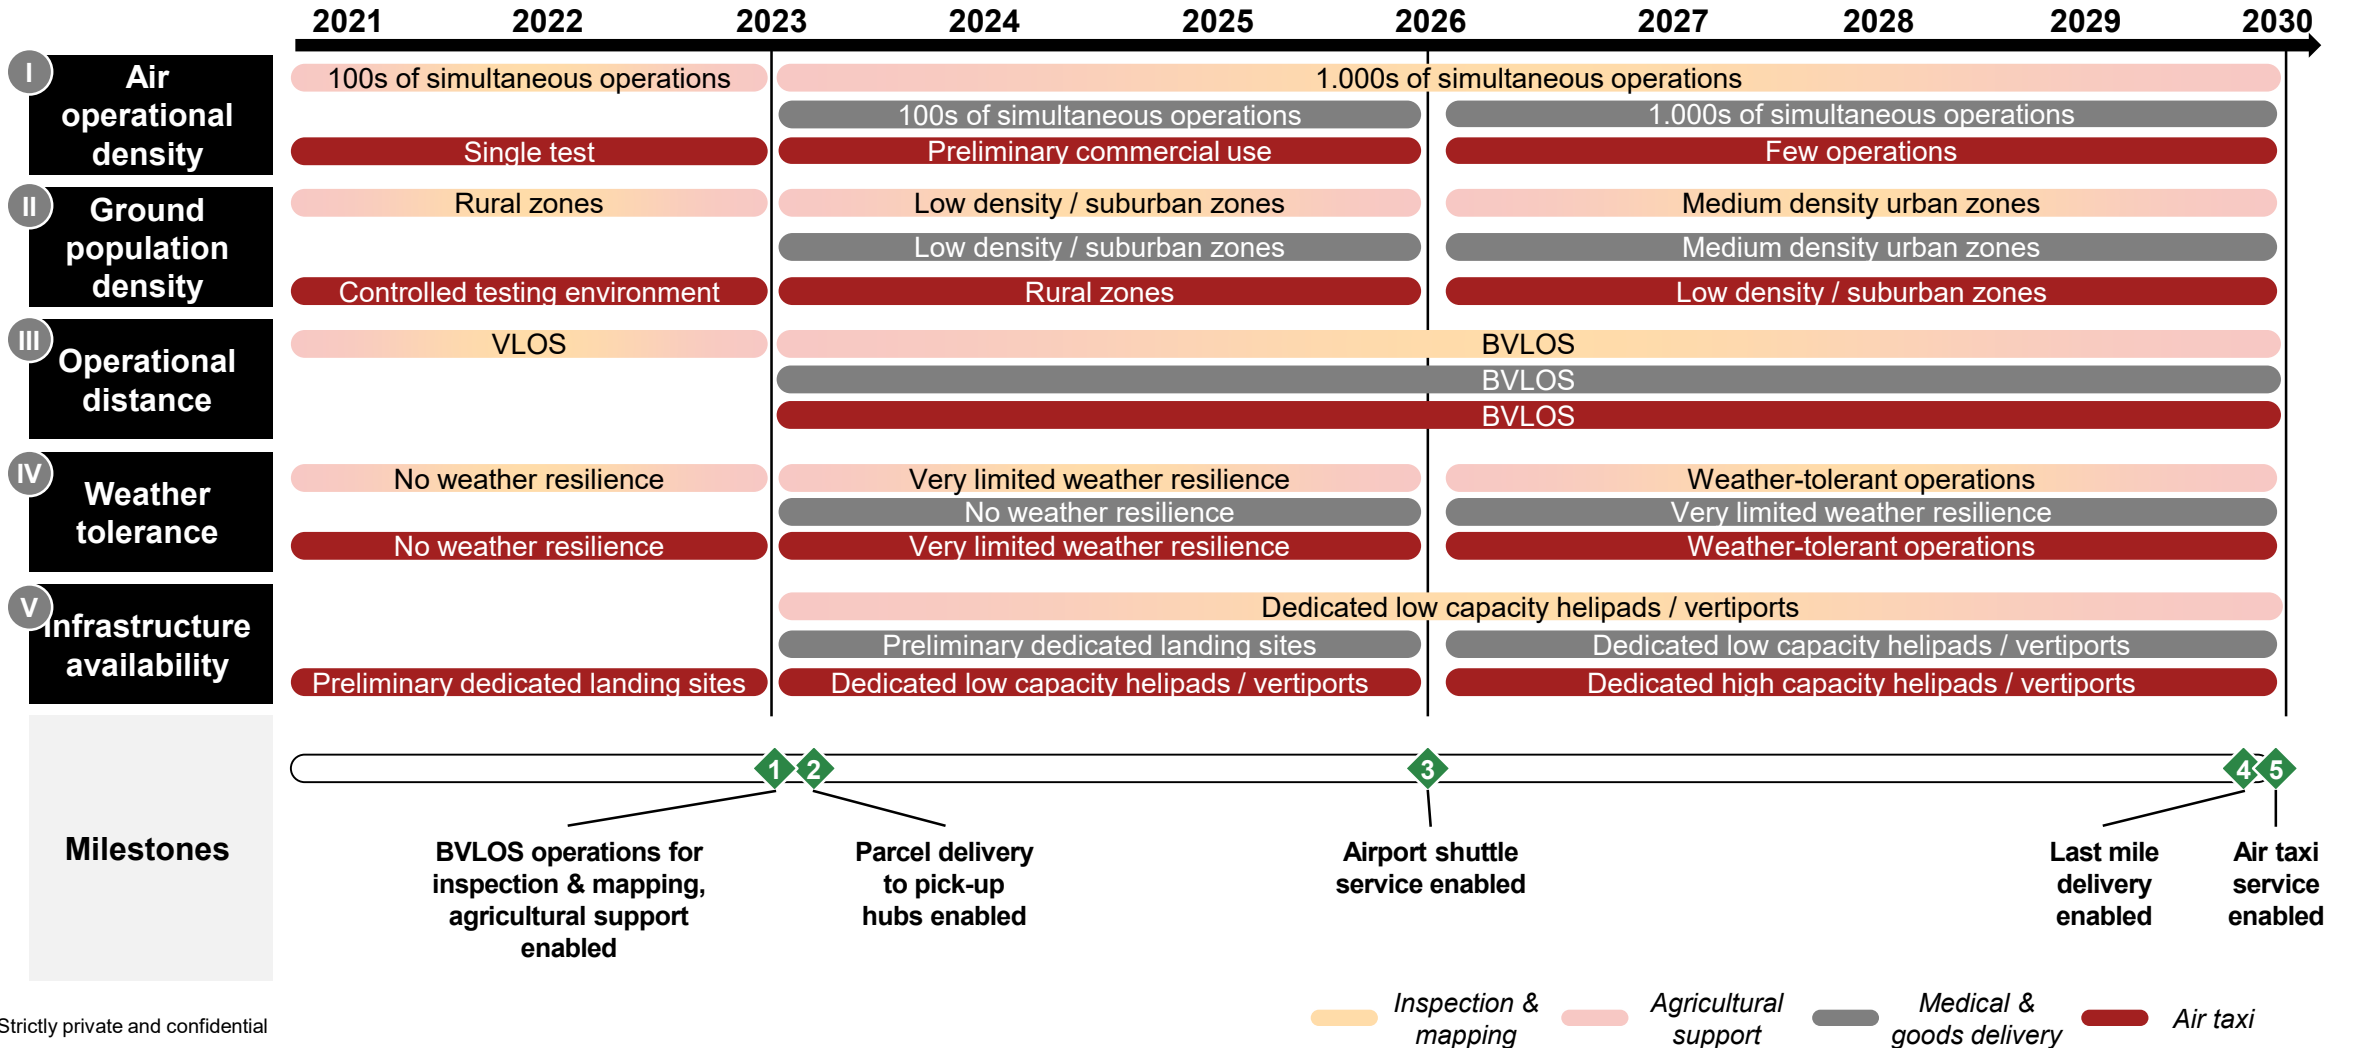 2021 2022 2023 2024 2025 2026 2027 2028 2029 2030
I
Air
operational
density
100s of simultaneous operations
1.000s of simultaneous operations
100s of simultaneous operations
1.000s of simultaneous operations
Single test
Preliminary commercial use
Few operations
II
Ground
population
density
Rural zones
Low density / suburban zones
Medium density urban zones
Low density / suburban zones
Medium density urban zones
Controlled testing environment
Rural zones
Low density / suburban zones
III
Operational
distance
VLOS
BVLOS
BVLOS
BVLOS
IV
Weather
tolerance
No weather resilience
Very limited weather resilience
Weather-tolerant operations
No weather resilience
Very limited weather resilience
No weather resilience
Very limited weather resilience
Weather-tolerant operations
V
Infrastructure
availability
Dedicated low capacity helipads / vertiports
Preliminary dedicated landing sites
Dedicated low capacity helipads / vertiports
Preliminary dedicated landing sites
Dedicated low capacity helipads / vertiports
Dedicated high capacity helipads / vertiports
Milestones
1
2
3
4
5
BVLOS operations for
inspection & mapping,
agricultural support
enabled
Parcel delivery
to pick-up
hubs enabled
Airport shuttle
service enabled
Last mile
delivery
enabled
Air taxi
service
enabled
Inspection &
mapping
Agricultural
support
Medical &
goods delivery
Air taxi
Strictly private and confidential